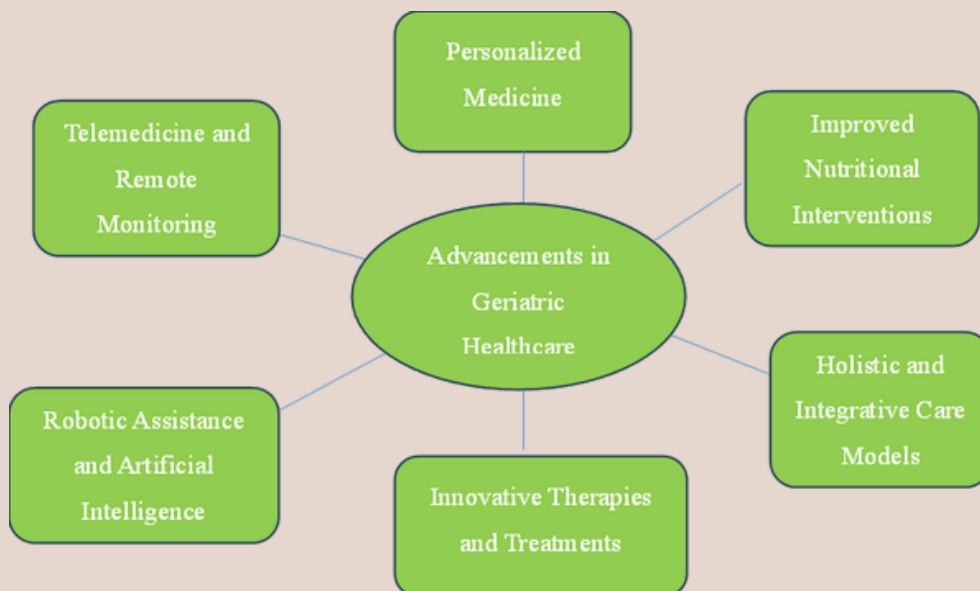 Personalized
Medicine
Telemedicine and
Remote
Monitoring
Improved
Nutritional
Interventions
Advancements in
Geriatric
Healthcare
Holistic and
Integrative Care
Models
Robotic Assistance
and Artificial
Intelligence
Innovative Therapies
and Treatments